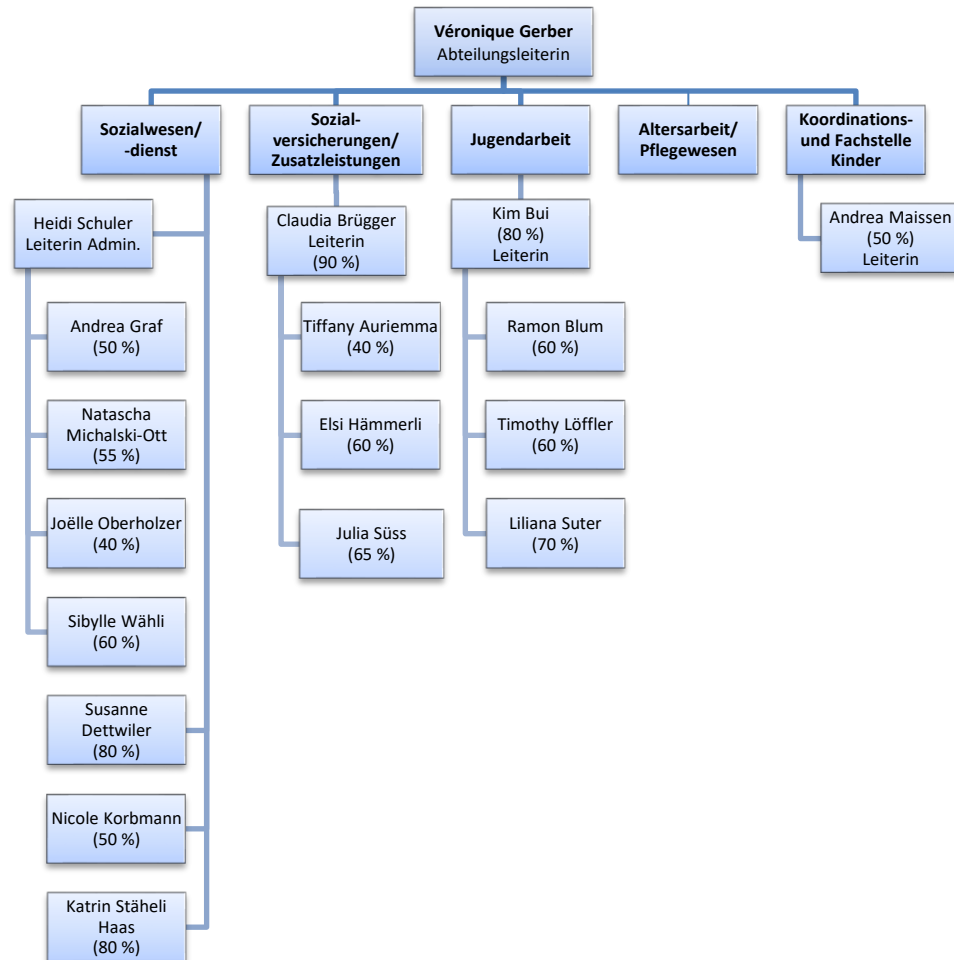 Véronique Gerber
Abteilungsleiterin
Sozialwesen/
-dienst
Sozial-
versicherungen/
Zusatzleistungen
Jugendarbeit
Altersarbeit/
Pflegewesen
Koordinations-
und Fachstelle
Kinder
Heidi Schuler
Leiterin Admin.
Andrea Graf
(50 %)
Natascha
Michalski-Ott
(55 %)
Joëlle Oberholzer
(40 %)
Sibylle Wähli
(60 %)
Susanne
Dettwiler
(80 %)
Nicole Korbmann
(50 %)
Katrin Stäheli
Haas
(80 %)
Claudia Brügger
Leiterin
(90 %)
Tiffany Auriemma
(40 %)
Elsi Hämmerli
(60 %)
Julia Süss
(65 %)
Kim Bui
(80 %)
Leiterin
Ramon Blum
(60 %)
Timothy Löffler
(60 %)
Liliana Suter
(70 %)
Andrea Maissen
(50 %)
Leiterin